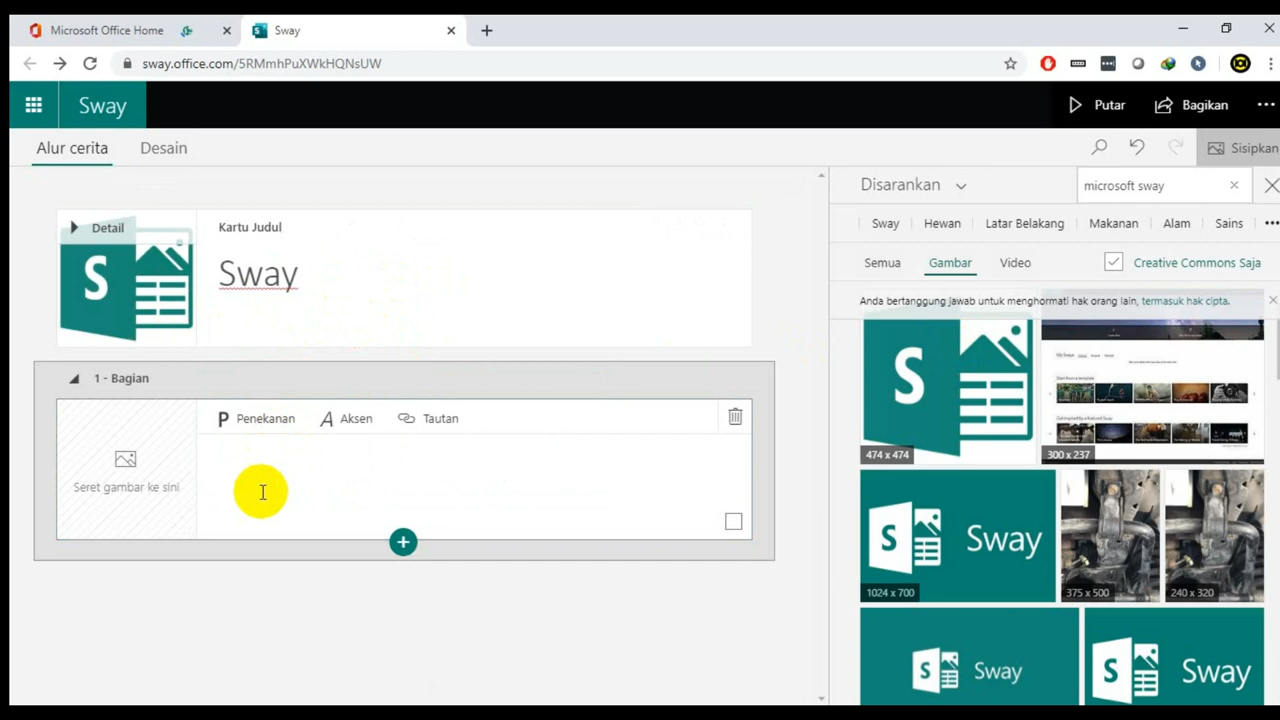 Microsoft Office Home
Sway
sway.office.com/5RMmhPuXWkHQNsUW
Sway
Putar
Bagikan
Alur cerita
Desain
Sisipkan
Disarankan
microsoft sway
Sway
Hewan
Latar Belakang
Makanan
Alam
Sains
Semua
Gambar
Video
Creative Commons Saja
Anda bertanggung jawab untuk menghormati hak orang lain, termasuk hak cipta.
Detail
Kartu Judul
S
Sway
1 - Bagian
P Penekanan
A Aksen
Tautan
Seret gambar ke sini
S
474 x 474
300 x 237
S Sway
1024 x 700
375 x 500
240 x 320
S Sway
S Sway